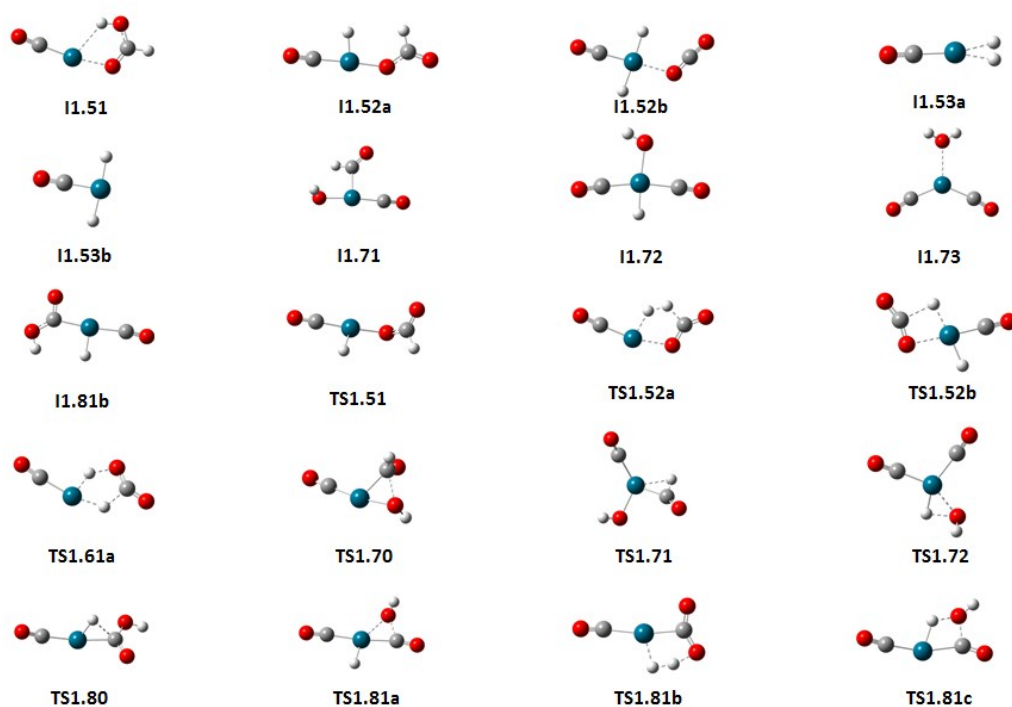 I1.51 I1.52a I1.52b I1.53a
I1.53b I1.71 I1.72 I1.73
I1.81b TS1.51 TS1.52a TS1.52b
TS1.61a TS1.70 TS1.71 TS1.72
TS1.80 TS1.81a TS1.81b TS1.81c